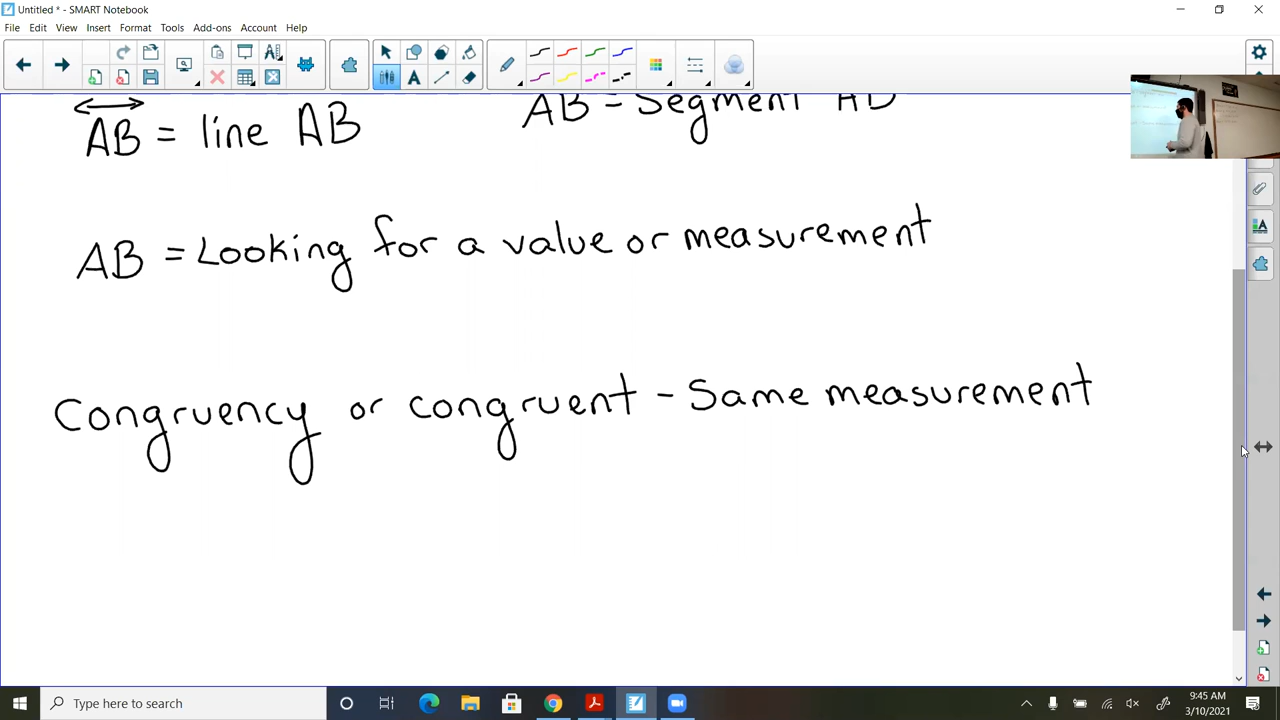 Untitled * - SMART Notebook
File Edit View Insert Format Tools Add-ons Account Help
AB = line AB
AB = Segment AB
AB = Looking for a value or measurement
Congruency or congruent - Same measurement
Type here to search
9:45 AM
3/10/2021